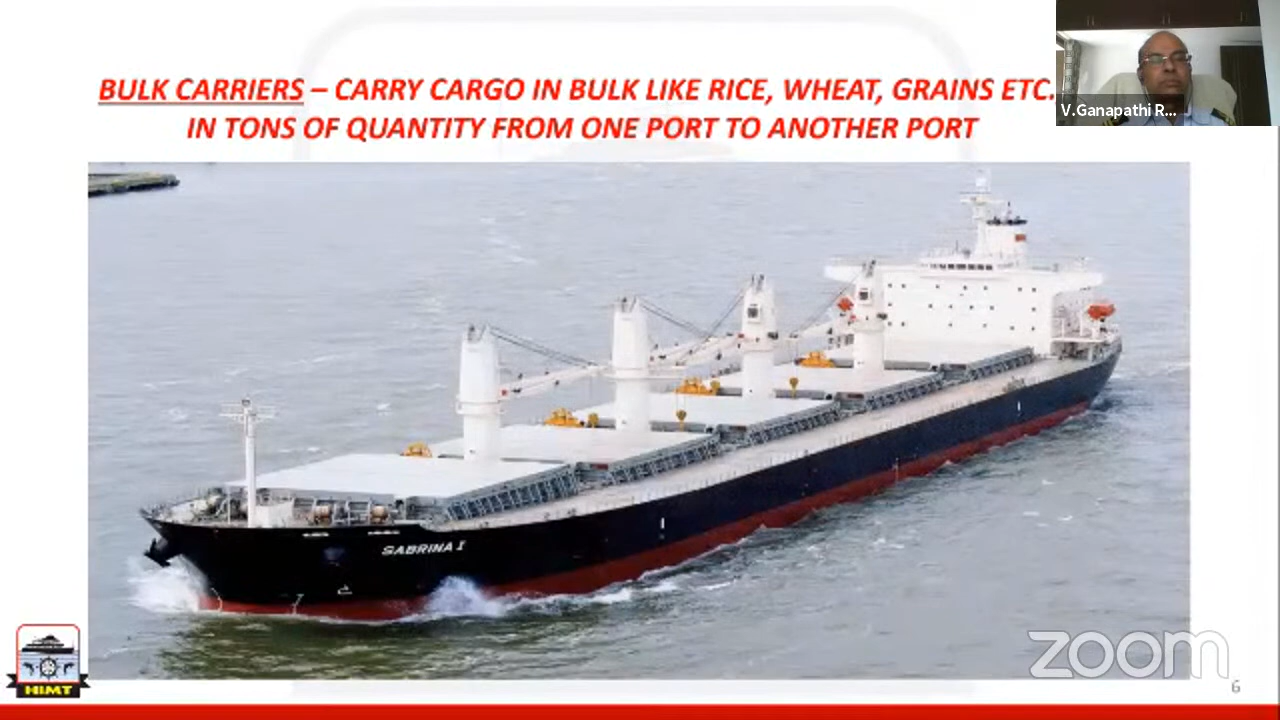 BULK CARRIERS – CARRY CARGO IN BULK LIKE RICE, WHEAT, GRAINS ETC.
IN TONS OF QUANTITY FROM ONE PORT TO ANOTHER PORT
V.Ganapathi R...
SABRINA I
HIMT
zoom
6